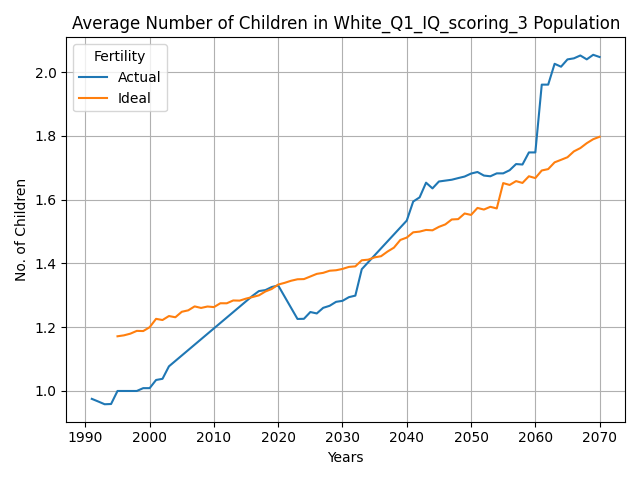 Average Number of Children in White_Q1_IQ_scoring_3 Population
Fertility
Actual
Ideal
No. of Children
2.0
1.8
1.6
1.4
1.2
1.0
1990 2000 2010 2020 2030 2040 2050 2060 2070
Years